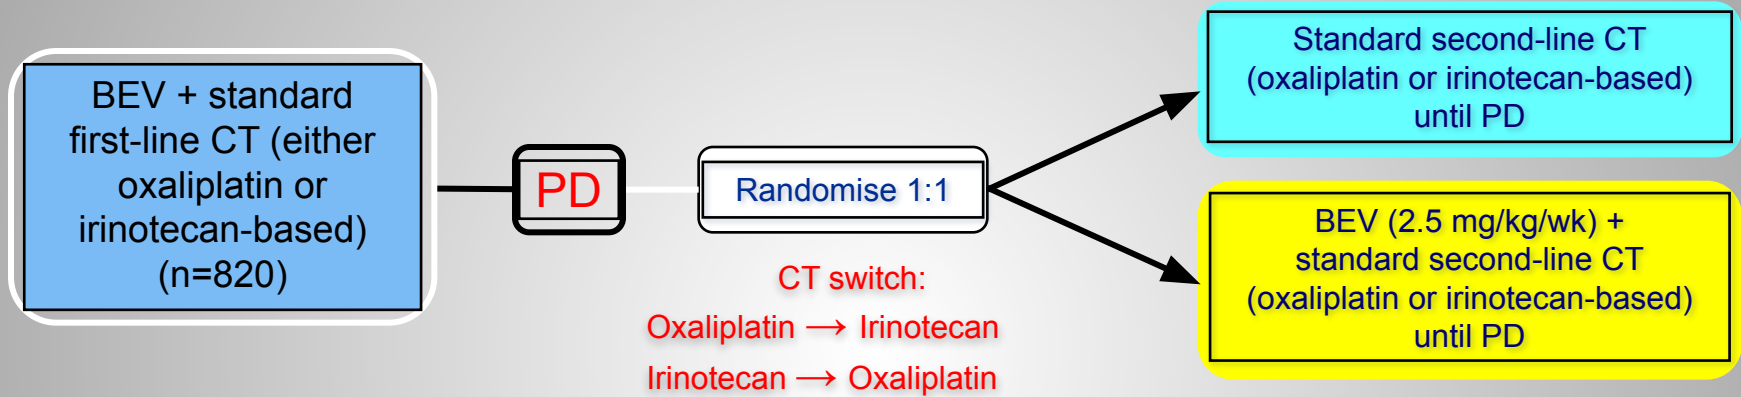 BEV + standard
first-line CT (either
oxaliplatin or
irinotecan-based)
(n=820)
PD
Randomise 1:1
CT switch:
Oxaliplatin → Irinotecan
Irinotecan → Oxaliplatin
Standard second-line CT
(oxaliplatin or irinotecan-based)
until PD
BEV (2.5 mg/kg/wk) +
standard second-line CT
(oxaliplatin or irinotecan-based)
until PD